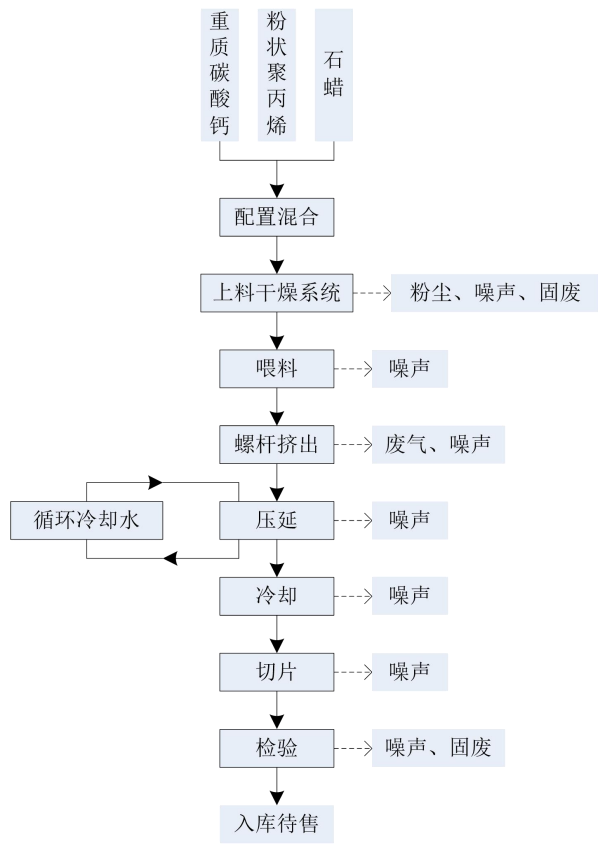 重质碳酸钙
粉状聚丙烯
石蜡
配置混合
上料干燥系统
粉尘、噪声、固废
喂料
噪声
螺杆挤出
废气、噪声
循环冷却水
压延
噪声
冷却
噪声
切片
噪声
检验
噪声、固废
入库待售